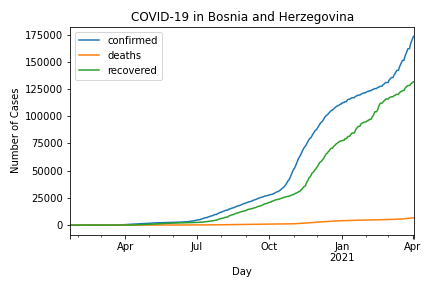 COVID-19 in Bosnia and Herzegovina
confirmed
deaths
recovered
Number of Cases
175000
150000
125000
100000
75000
50000
25000
0
Apr
Jul
Oct
Jan
2021
Apr
Day